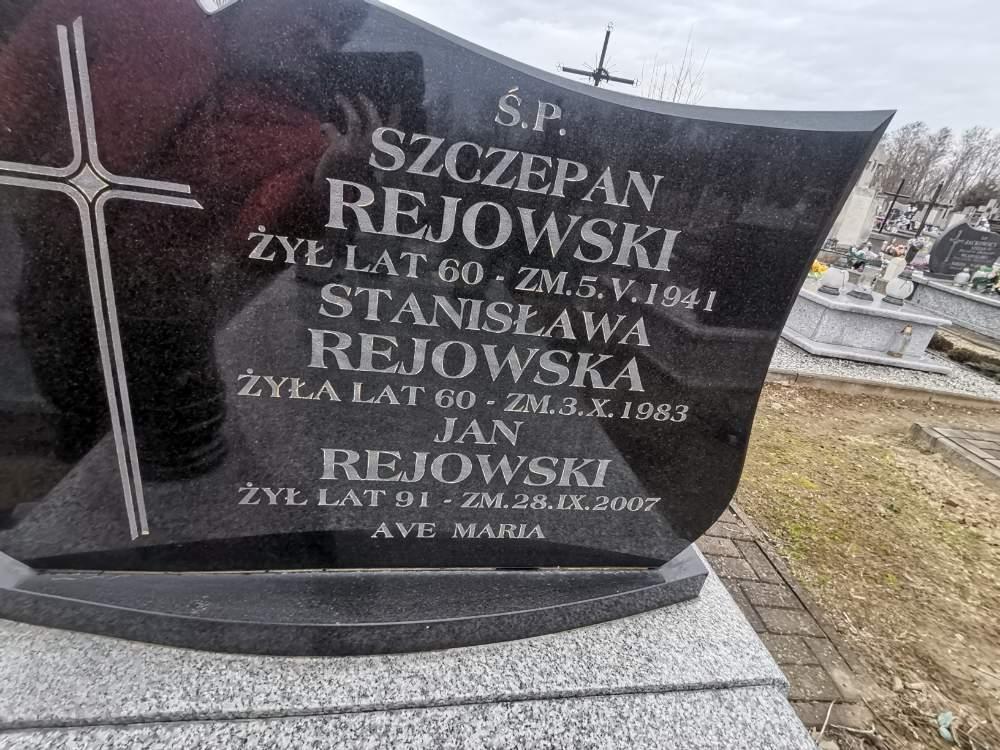 Ś.P.
SZCZEPAN
REJOWSKI
ŻYŁ LAT 60 - ZM.5.V.1941
STANISŁAWA
REJOWSKA
ŻYŁA LAT 60 - ZM.3.X.1983
JAN
REJOWSKI
ŻYŁ LAT 91 - ZM.28.IX.2007
AVE MARIA